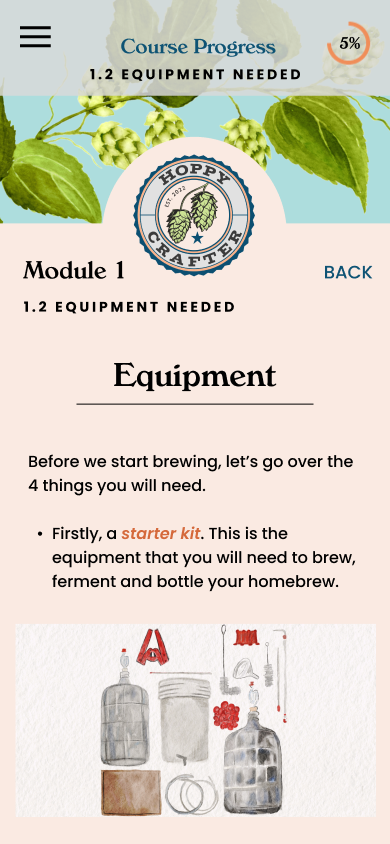 Course Progress
5%
1.2 EQUIPMENT NEEDED
HOPPY
EST. 2022
CRAFTER
Module 1
BACK
1.2 EQUIPMENT NEEDED
Equipment
Before we start brewing, let’s go over the
4 things you will need.
• Firstly, a starter kit. This is the
equipment that you will need to brew,
ferment and bottle your homebrew.